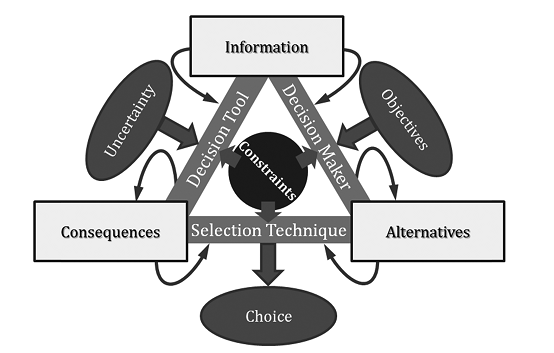 Information
Uncertainty
Decision Tool
Decision Maker
Objectives
Constraints
Consequences
Selection Technique
Alternatives
Choice